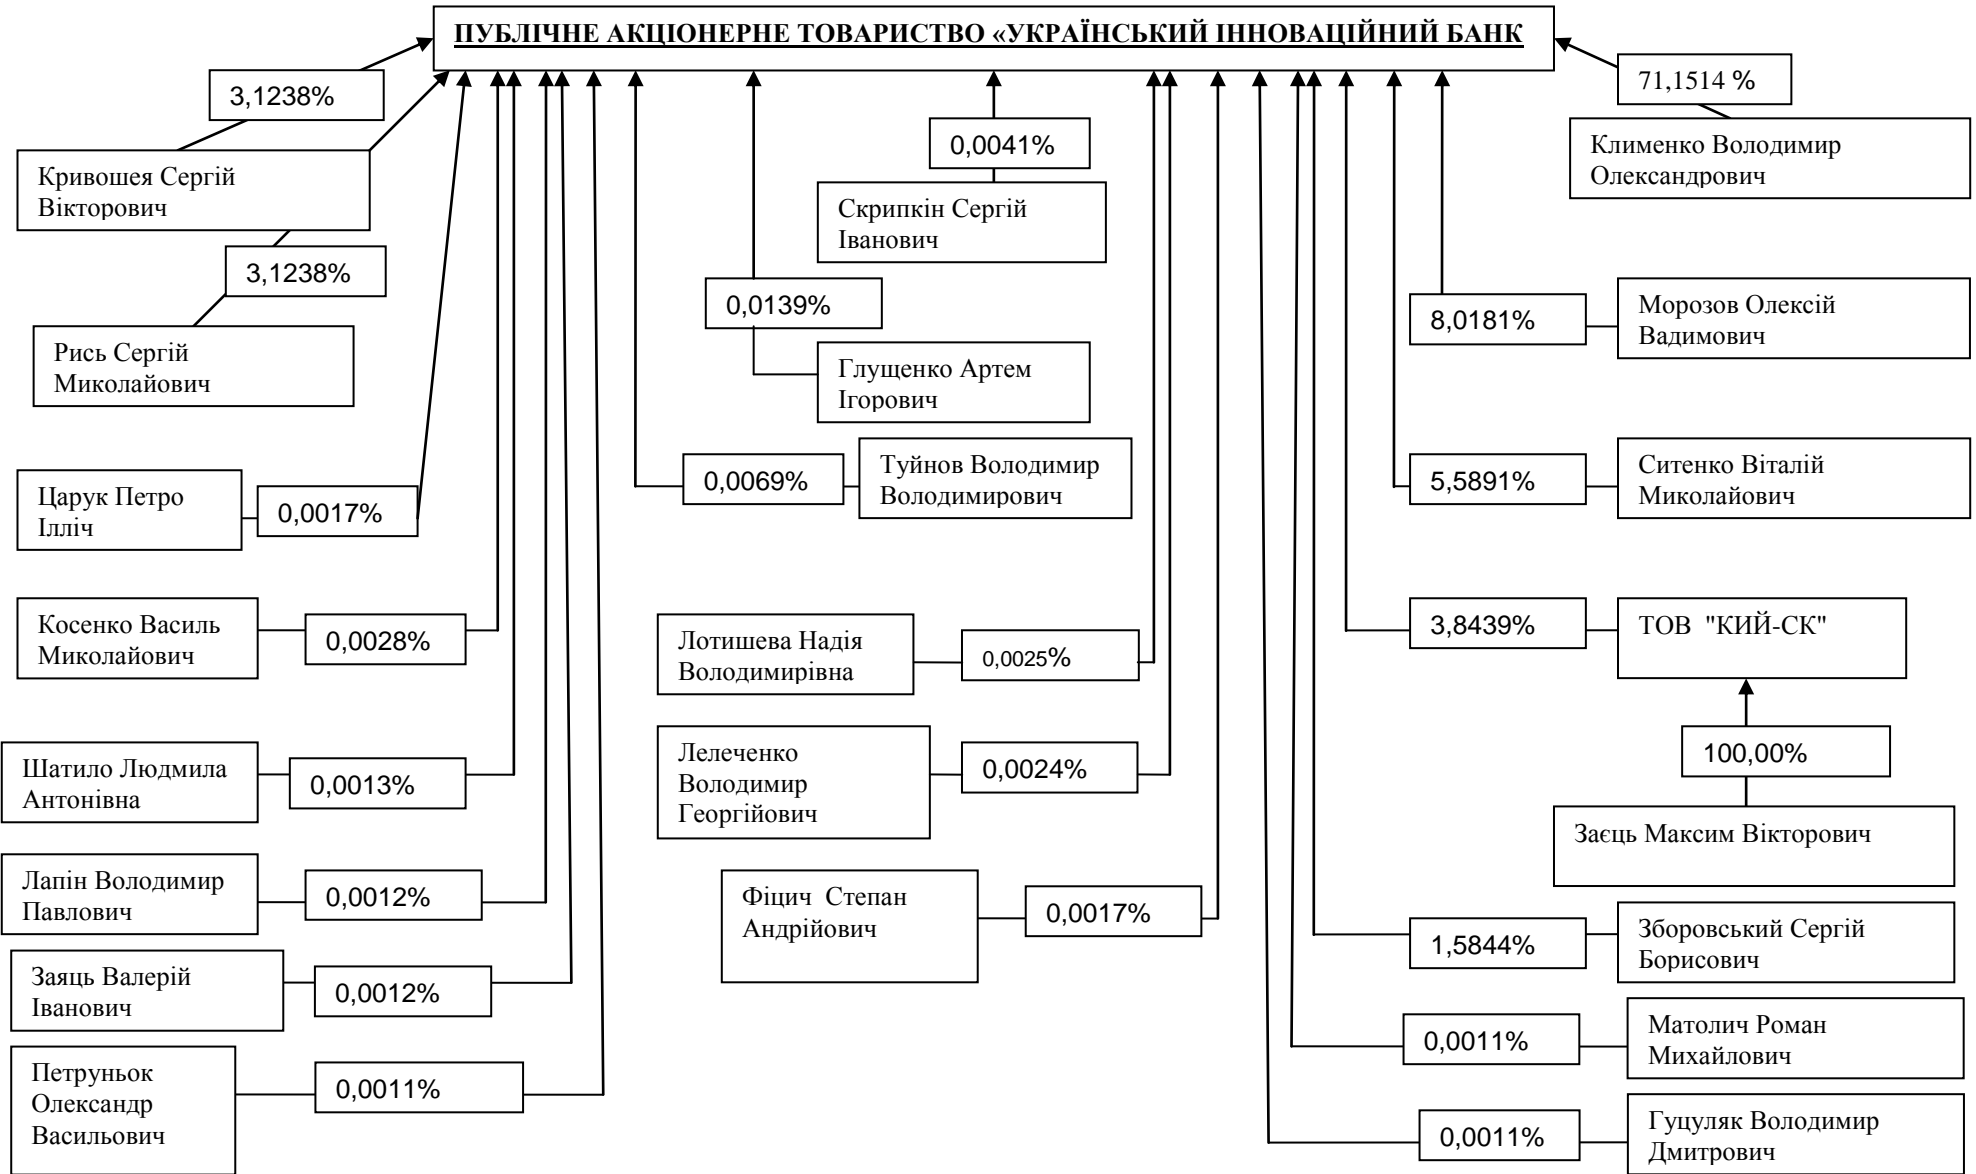 ПУБЛІЧНЕ АКЦІОНЕРНЕ ТОВАРИСТВО «УКРАЇНСЬКИЙ ІННОВАЦІЙНИЙ БАНК
3,1238%
71,1514 %
Кривошея Сергій
Вікторович
0,0041%
Клименко Володимир
Олександрович
Скрипкін Сергій
Іванович
3,1238%
Рись Сергій
Миколайович
0,0139%
Глущенко Артем
Ігорович
8,0181%
Морозов Олексій
Вадимович
Царук Петро
Ілліч
0,0017%
0,0069%
Туйнов Володимир
Володимирович
5,5891%
Ситенко Віталій
Миколайович
Косенко Василь
Миколайович
0,0028%
Лотишева Надія
Володимирівна
0,0025%
3,8439%
ТОВ "КИЙ-СК"
Шатило Людмила
Антонівна
0,0013%
Лелеченко
Володимир
Георгійович
0,0024%
100,00%
Заєць Максим Вікторович
Лапін Володимир
Павлович
0,0012%
Фіцич Степан
Андрійович
0,0017%
1,5844%
Зборовський Сергій
Борисович
Заяць Валерій
Іванович
0,0012%
0,0011%
Матолич Роман
Михайлович
Петруньок
Олександр
Васильович
0,0011%
0,0011%
Гуцуляк Володимир
Дмитрович